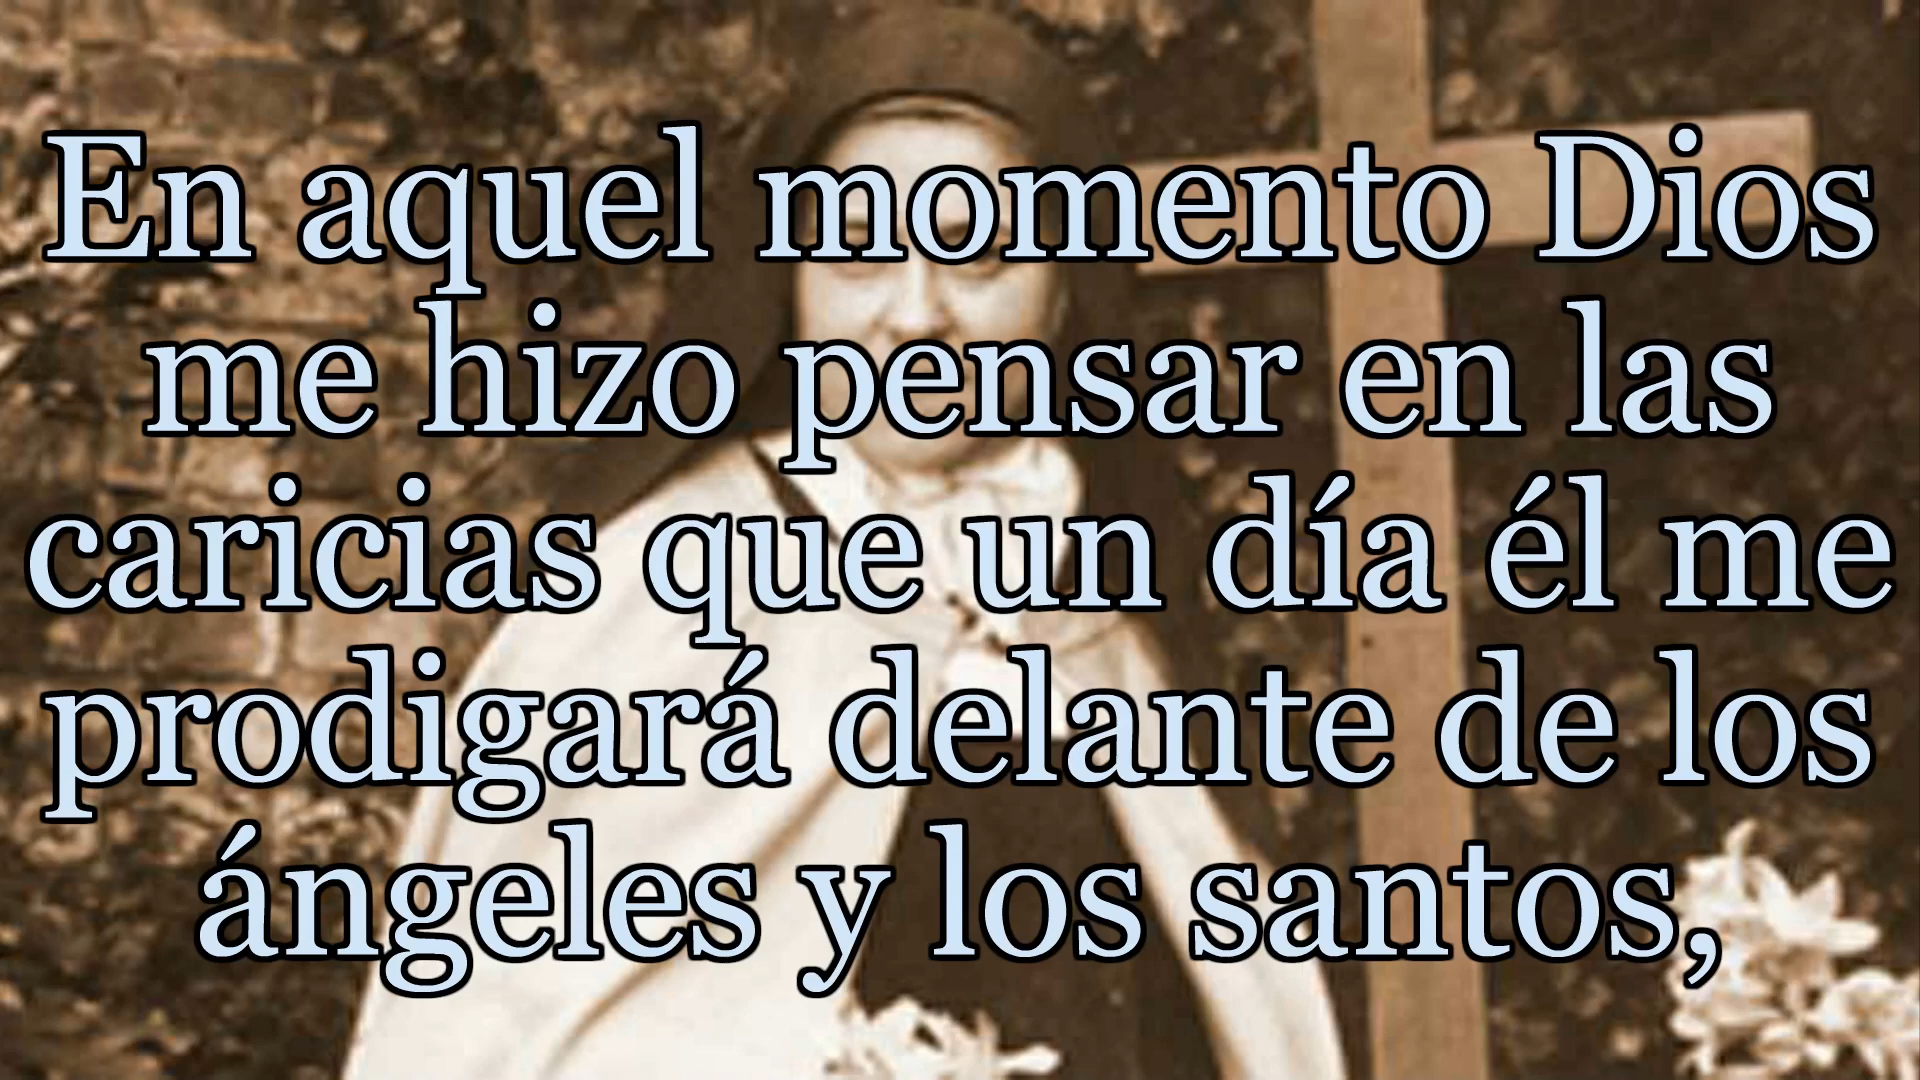 En aquel momento Dios
me hizo pensar en las
caricias que un día él me
prodigará delante de los
ángeles y los santos,